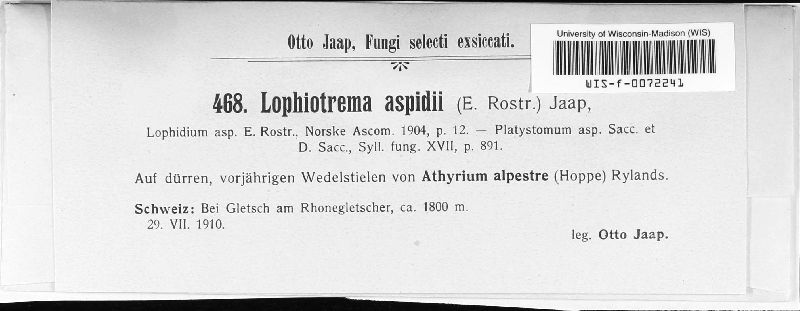 Otto Jaap, Fungi selecti exsiccati.
University of Wisconsin-Madison (WIS)
WIS-f-0072241
468. Lophiotrema aspidii (E. Rostr.) Jaap,
Lophidium asp. E. Rostr., Norske Ascom. 1904, p. 12. — Platystomum asp. Sacc. et
D. Sacc., Syll. fung. XVII, p. 891.
Auf dürren, vorjährigen Wedelstielen von Athyrium alpestre (Hoppe) Rylands.
Schweiz: Bei Gletsch am Rhonegletscher, ca. 1800 m.
29. VII. 1910.
leg. Otto Jaap.